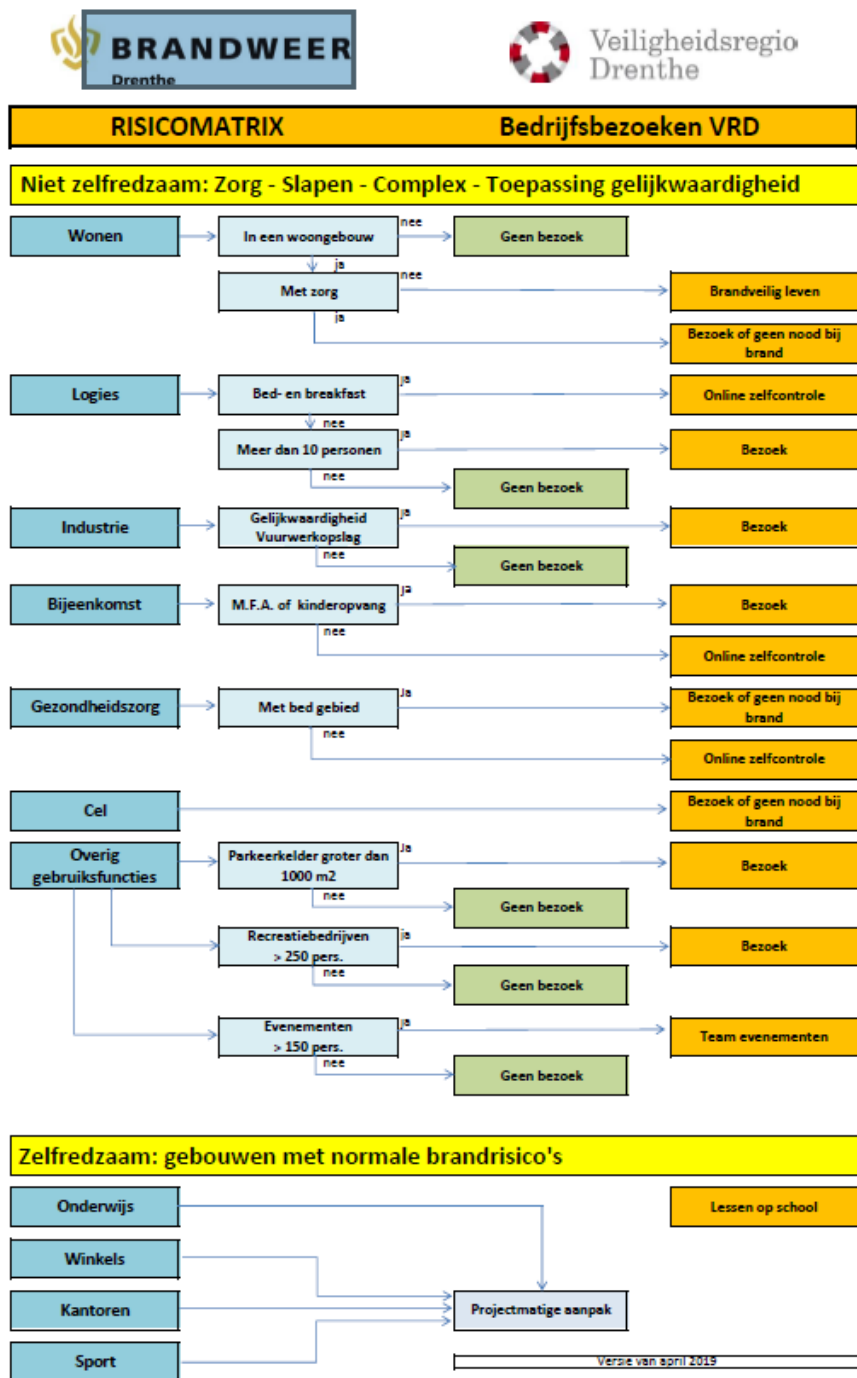 BRANDWEER
Drenthe
Veiligheidsregio
Drenthe
RISICOMATRIX Bedrijfsbezoeken VRD
Niet zelfredzaam: Zorg - Slapen - Complex - Toepassing gelijkwaardigheid
Wonen
In een woongebouw
nee
Geen bezoek
ja
Met zorg
nee
Brandveilig leven
ja
Bezoek of geen nood bij
brand
Logies
Bed- en breakfast
ja
Online zelfcontrole
nee
Meer dan 10 personen
ja
Bezoek
nee
Geen bezoek
Industrie
Gelijkwaardigheid
Vuurwerkopslag
ja
Bezoek
nee
Geen bezoek
Bijeenkomst
M.F.A. of kinderopvang
ja
Bezoek
nee
Online zelfcontrole
Gezondheidszorg
Met bed gebied
Ja
Bezoek of geen nood bij
brand
nee
Online zelfcontrole
Cel
Bezoek of geen nood bij
brand
Overig
gebruiksfuncties
Parkeerkelder groter dan
1000 m2
Ja
Bezoek
nee
Geen bezoek
Recreatiebedrijven
> 250 pers.
ja
Bezoek
nee
Geen bezoek
Evenementen
> 150 pers.
ja
Team evenementen
nee
Geen bezoek
Zelfredzaam: gebouwen met normale brandrisico's
Onderwijs
Lessen op school
Winkels
Kantoren
Projectmatige aanpak
Sport
Versie van april 2019